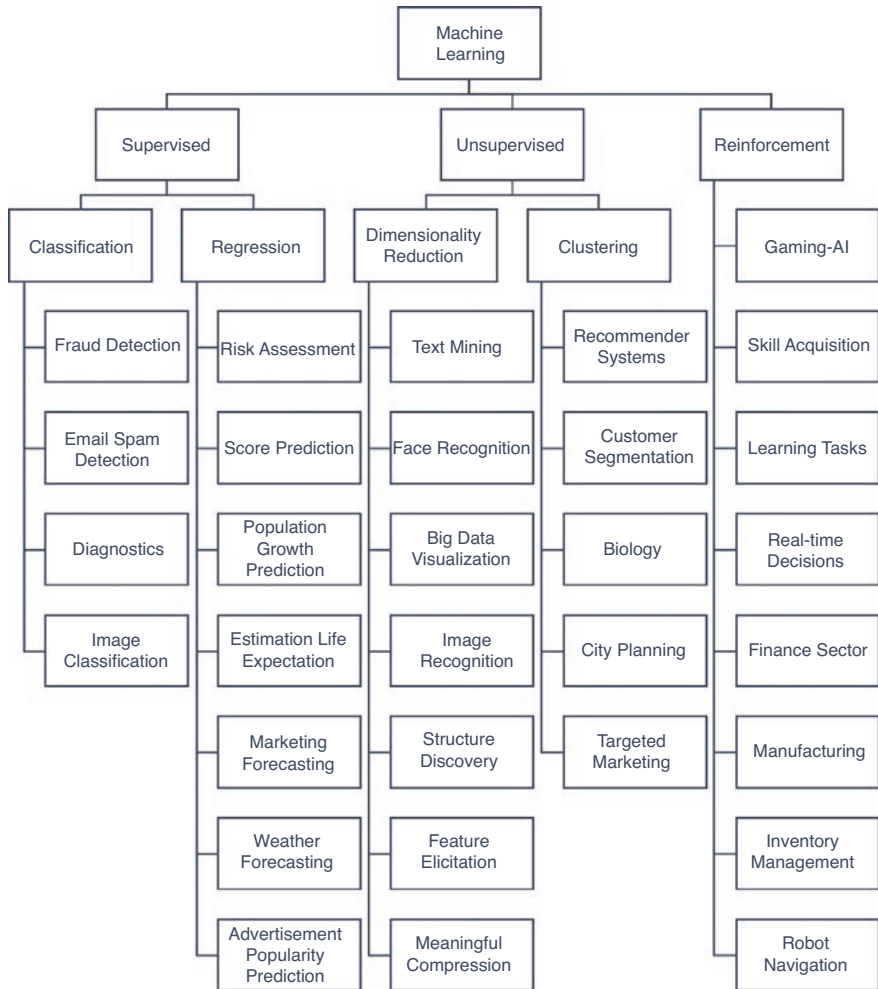 Machine
Learning
Supervised
Unsupervised
Reinforcement
Classification
Regression
Dimensionality
Reduction
Clustering
Gaming-AI
Fraud Detection
Risk Assessment
Text Mining
Recommender
Systems
Skill Acquisition
Email Spam
Detection
Score Prediction
Face Recognition
Customer
Segmentation
Learning Tasks
Diagnostics
Population
Growth
Prediction
Big Data
Visualization
Biology
Real-time
Decisions
Image
Classification
Estimation Life
Expectation
Image
Recognition
City Planning
Finance Sector
Marketing
Forecasting
Structure
Discovery
Targeted
Marketing
Manufacturing
Weather
Forecasting
Feature
Elicitation
Inventory
Management
Advertisement
Popularity
Prediction
Meaningful
Compression
Robot
Navigation